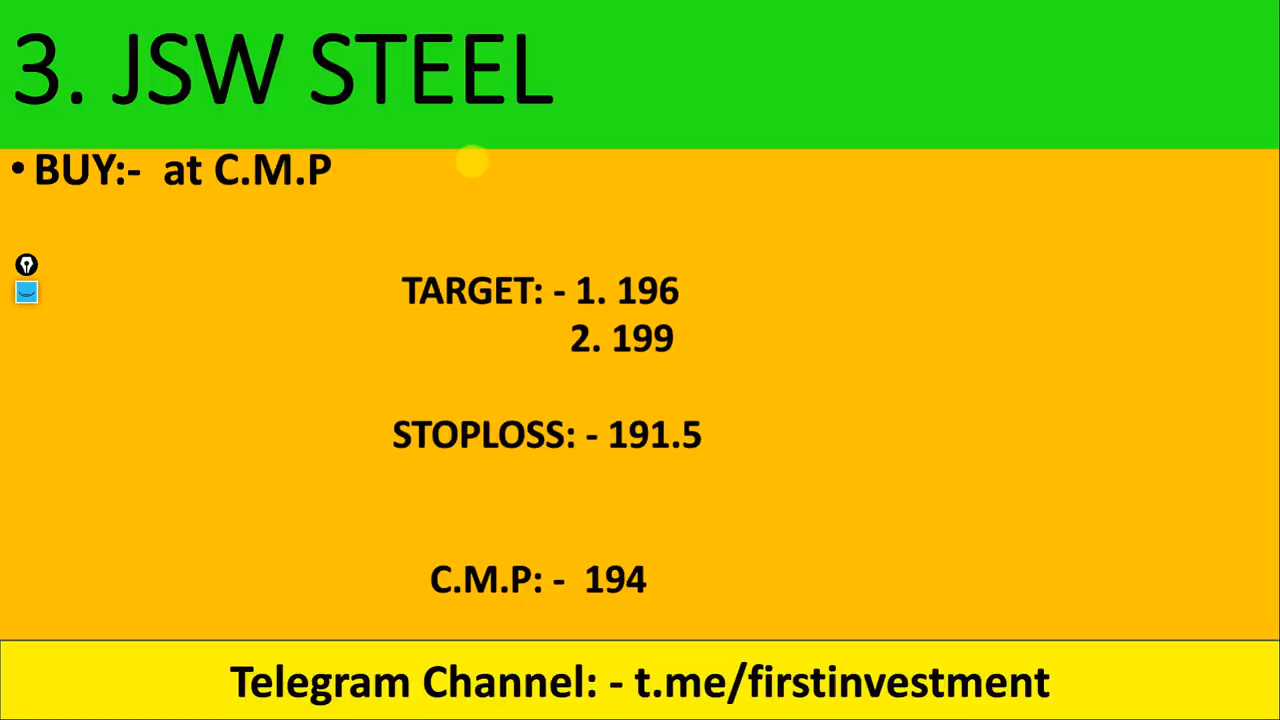 3. JSW STEEL
• BUY:- at C.M.P
TARGET: - 1. 196
2. 199
STOPLOSS: - 191.5
C.M.P: - 194
Telegram Channel: - t.me/firstinvestment